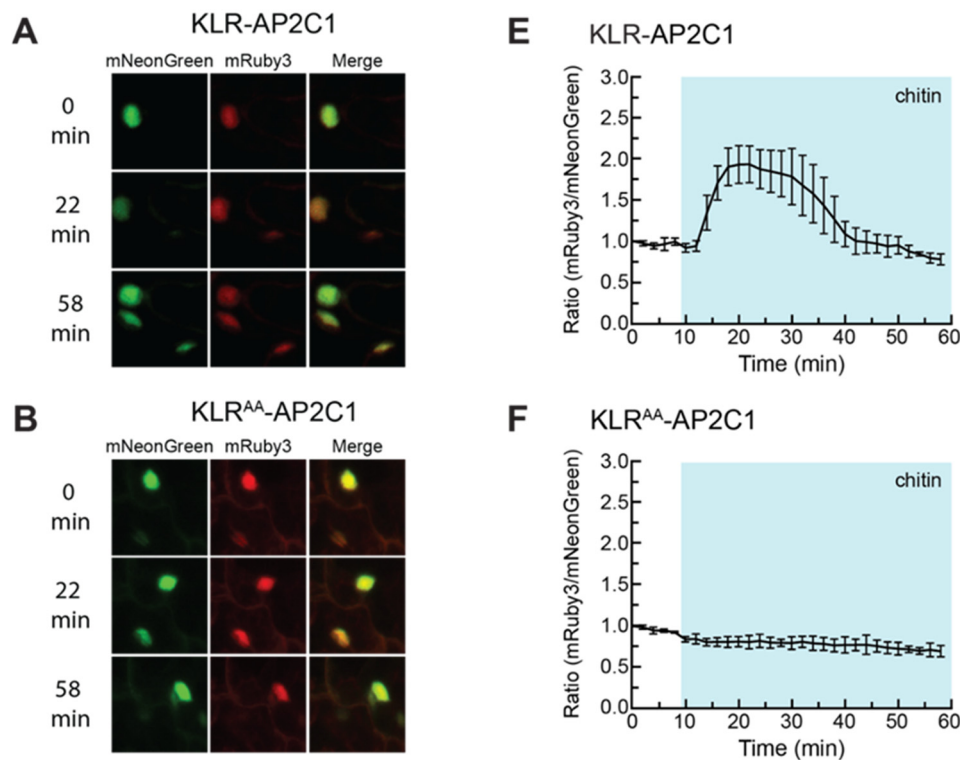 A
KLR-AP2C1
mNeonGreen mRuby3 Merge
0
min
22
min
58
min
B
KLRᴬᴬ-AP2C1
mNeonGreen mRuby3 Merge
0
min
22
min
58
min
E KLR-AP2C1
Ratio (mRuby3/mNeonGreen)
3.0
2.5
2.0
1.5
1.0
0.5
0.0
chitin
0 10 20 30 40 50 60
Time (min)
F KLRᴬᴬ-AP2C1
Ratio (mRuby3/mNeonGreen)
3.0
2.5
2.0
1.5
1.0
0.5
0.0
chitin
0 10 20 30 40 50 60
Time (min)